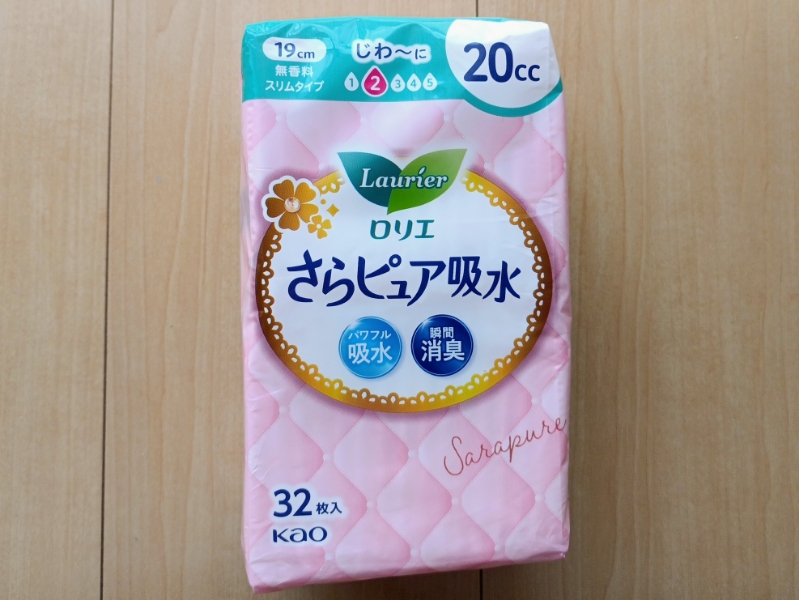 19cm
無香料
スリムタイプ
じわ〜に
1 2 3 4 5
20cc
Laurier
ロリエ
さらピュア吸水
パワフル
吸水
瞬間
消臭
Sarapure
32枚入
Kao